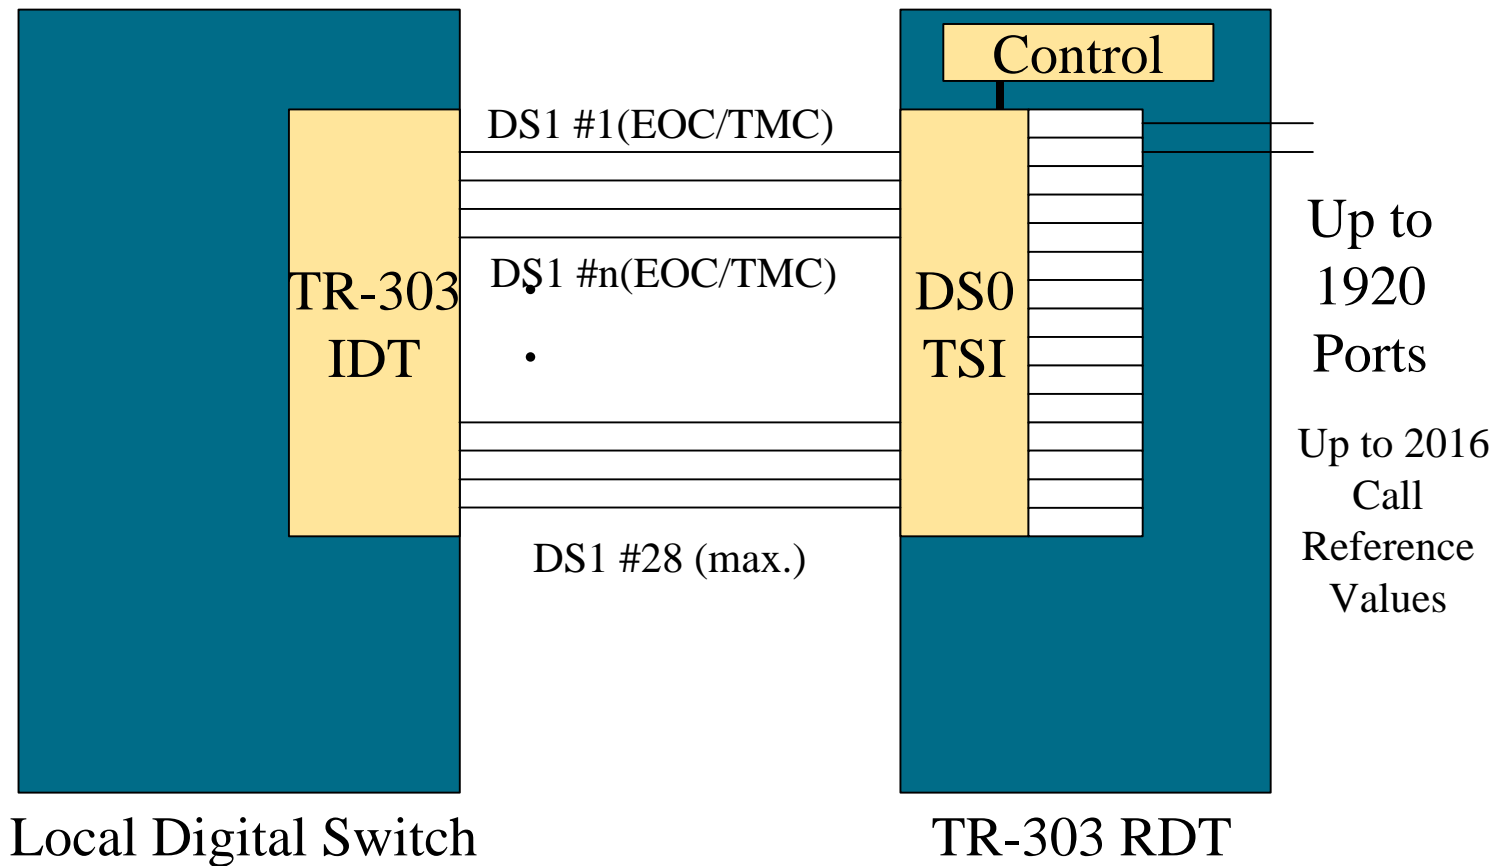 Control
DS1 #1(EOC/TMC)
DS1 #n(EOC/TMC)
TR-303
IDT
DS0
TSI
Up to
1920
Ports
Up to 2016
Call
Reference
Values
DS1 #28 (max.)
Local Digital Switch
TR-303 RDT